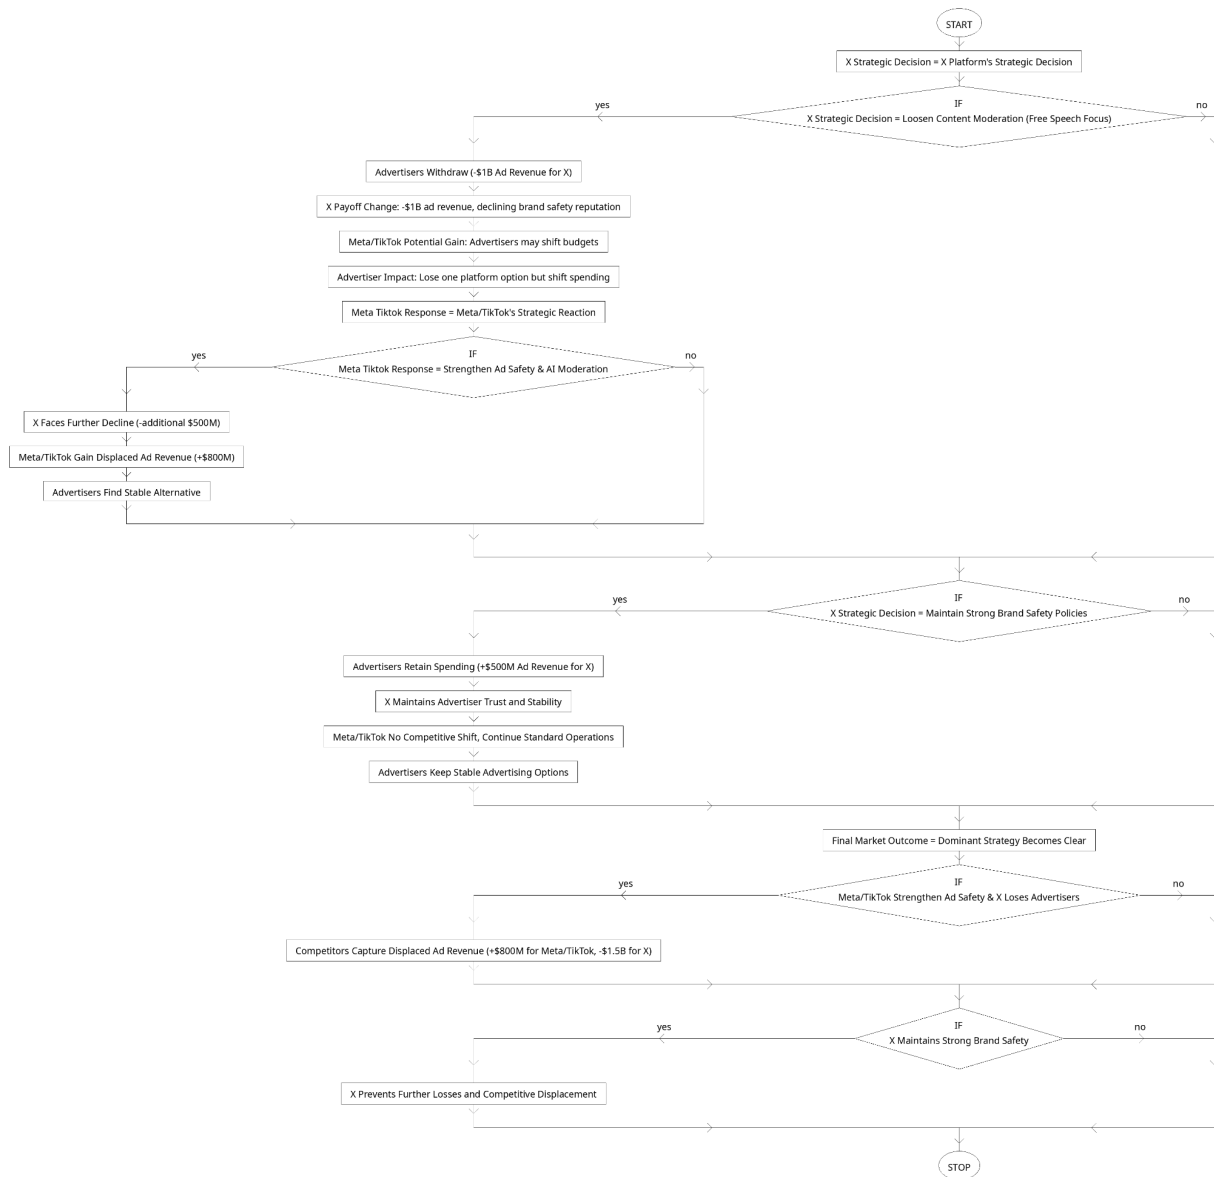 START
X Strategic Decision = X Platform's Strategic Decision
IF
X Strategic Decision = Loosen Content Moderation (Free Speech Focus)
yes
no
Advertisers Withdraw (-$1B Ad Revenue for X)
X Payoff Change: -$1B ad revenue, declining brand safety reputation
Meta/TikTok Potential Gain: Advertisers may shift budgets
Advertiser Impact: Lose one platform option but shift spending
Meta Tiktok Response = Meta/TikTok's Strategic Reaction
IF
Meta Tiktok Response = Strengthen Ad Safety & AI Moderation
yes
no
X Faces Further Decline (-additional $500M)
Meta/TikTok Gain Displaced Ad Revenue (+$800M)
Advertisers Find Stable Alternative
IF
X Strategic Decision = Maintain Strong Brand Safety Policies
yes
no
Advertisers Retain Spending (+$500M Ad Revenue for X)
X Maintains Advertiser Trust and Stability
Meta/TikTok No Competitive Shift, Continue Standard Operations
Advertisers Keep Stable Advertising Options
Final Market Outcome = Dominant Strategy Becomes Clear
IF
Meta/TikTok Strengthen Ad Safety & X Loses Advertisers
yes
no
Competitors Capture Displaced Ad Revenue (+$800M for Meta/TikTok, -$1.5B for X)
IF
X Maintains Strong Brand Safety
yes
no
X Prevents Further Losses and Competitive Displacement
STOP